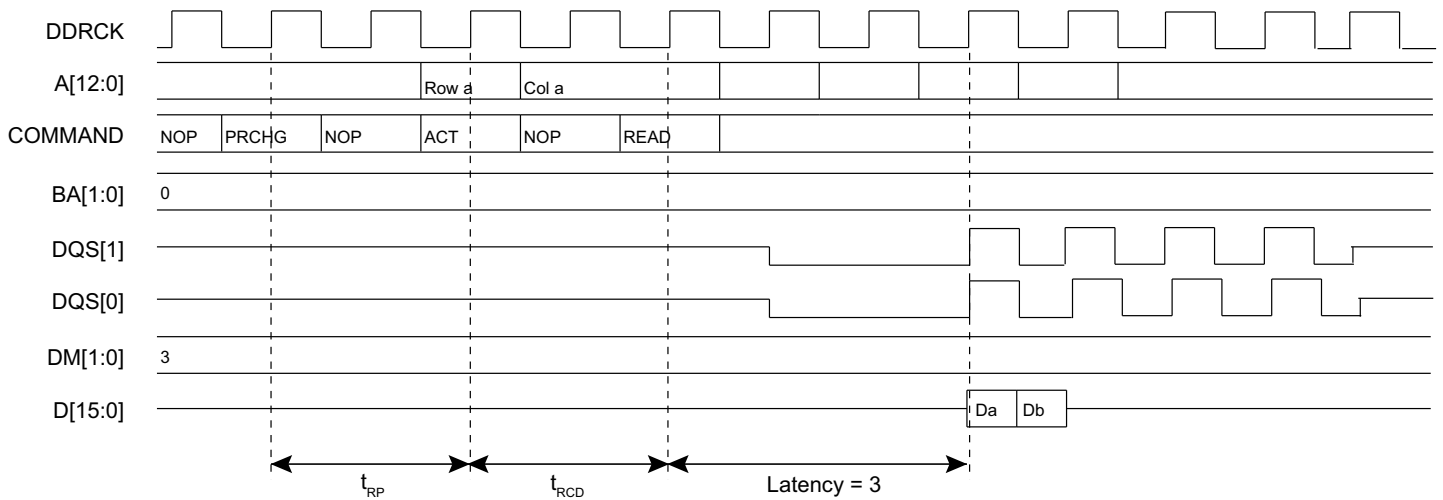 DDRCK
A[12:0] Row a Col a
COMMAND NOP PRCHG NOP ACT NOP READ
BA[1:0] 0
DQS[1]
DQS[0]
DM[1:0] 3
D[15:0] Da Db
tRP tRCD Latency = 3